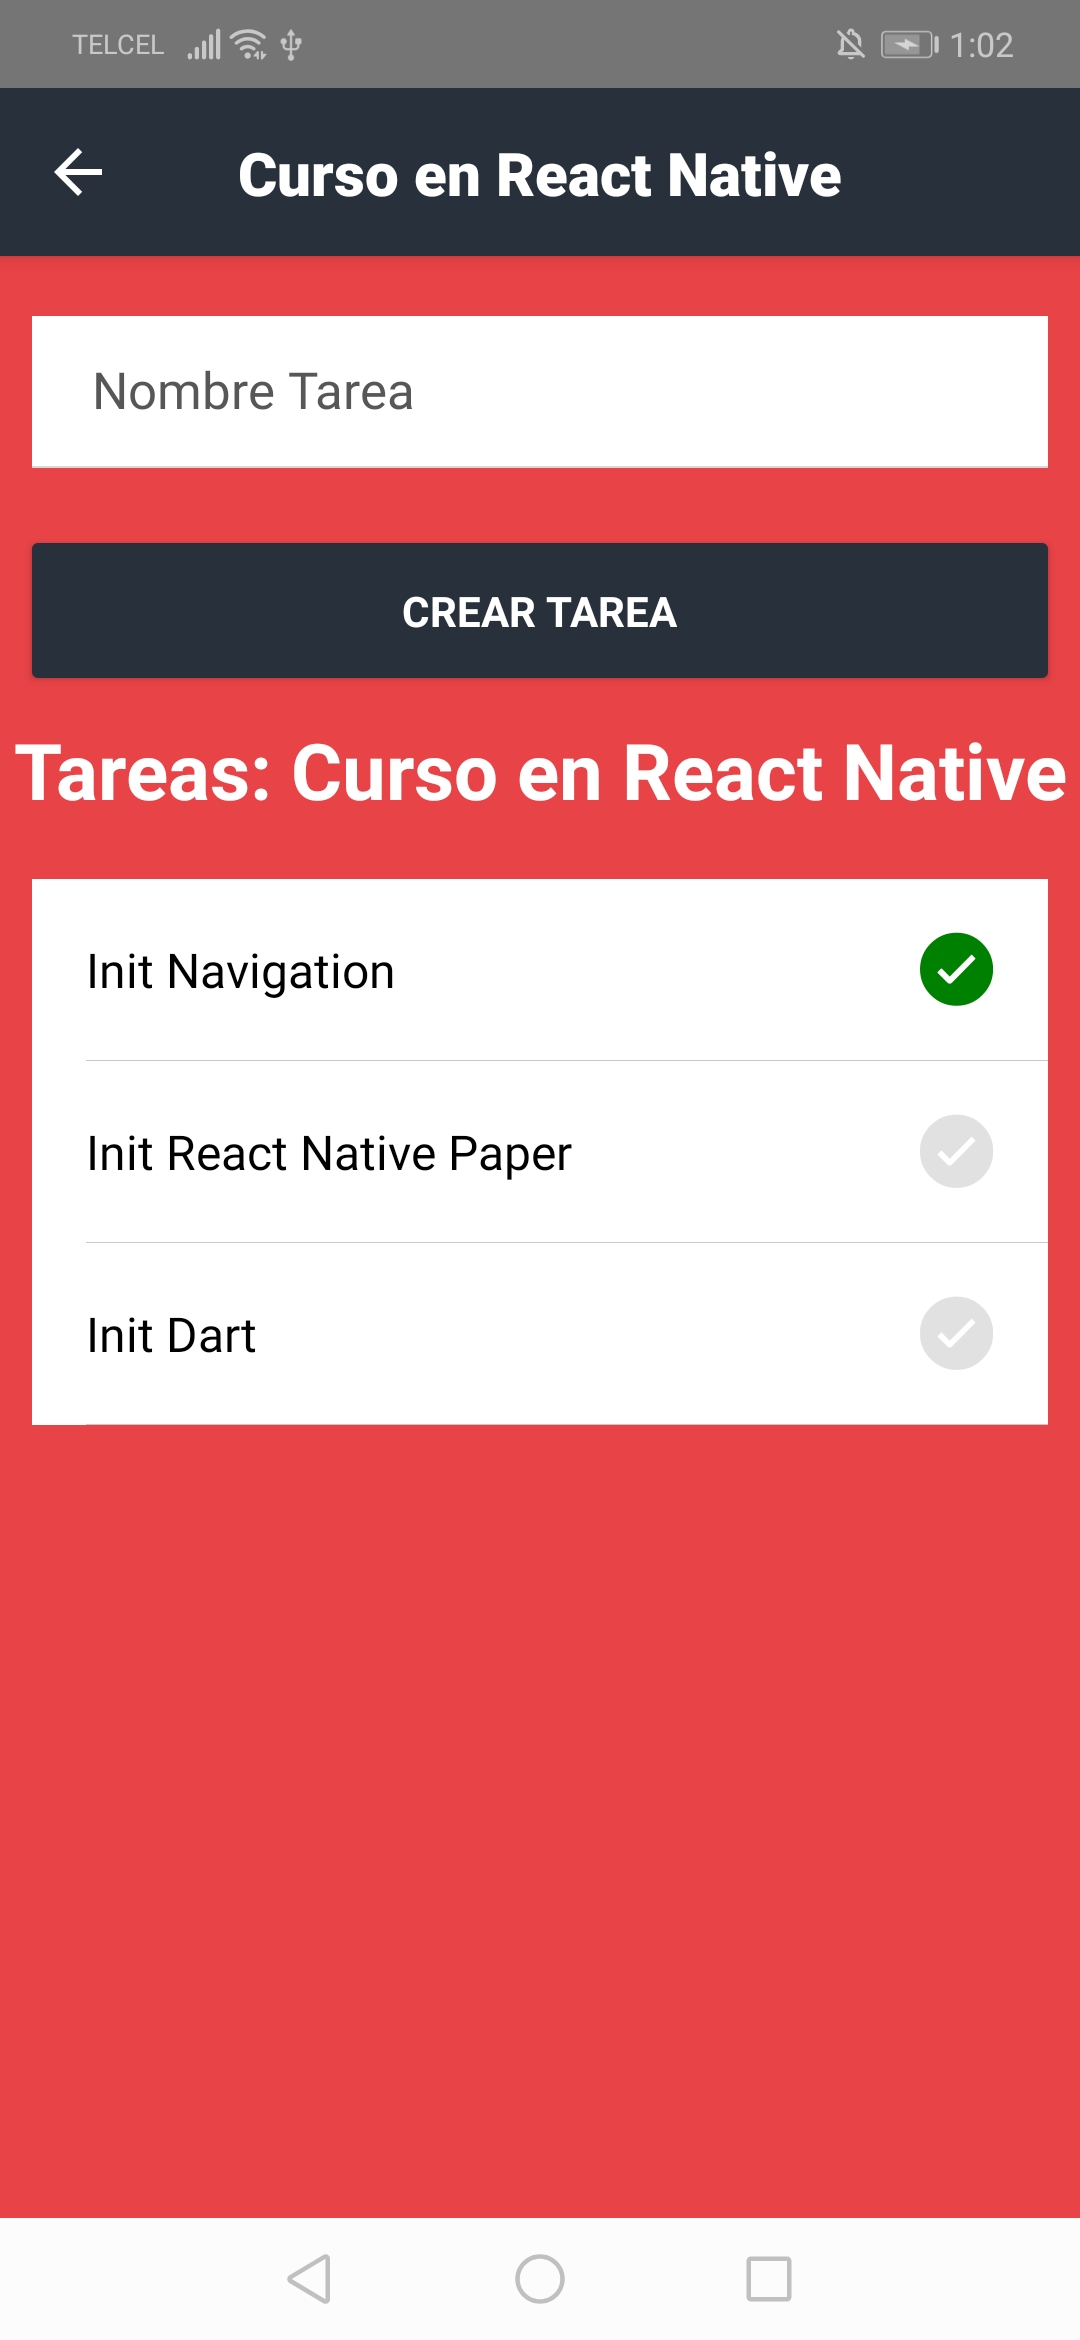 TELCEL 1:02
Curso en React Native
Nombre Tarea
CREAR TAREA
Tareas: Curso en React Native
Init Navigation
Init React Native Paper
Init Dart